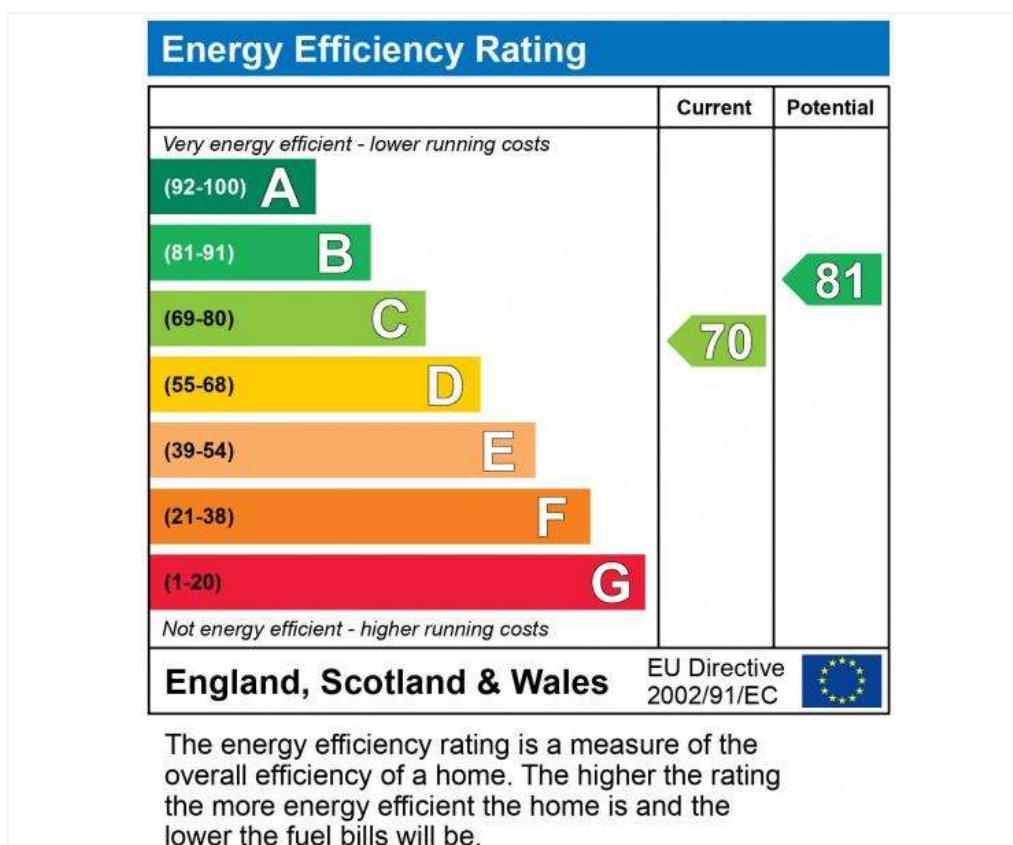 Energy Efficiency Rating
Current Potential
Very energy efficient - lower running costs
(92-100) A
(81-91) B
81
(69-80) C
70
(55-68) D
(39-54) E
(21-38) F
(1-20) G
Not energy efficient - higher running costs
England, Scotland & Wales
EU Directive
2002/91/EC
The energy efficiency rating is a measure of the
overall efficiency of a home. The higher the rating
the more energy efficient the home is and the
lower the fuel bills will be.